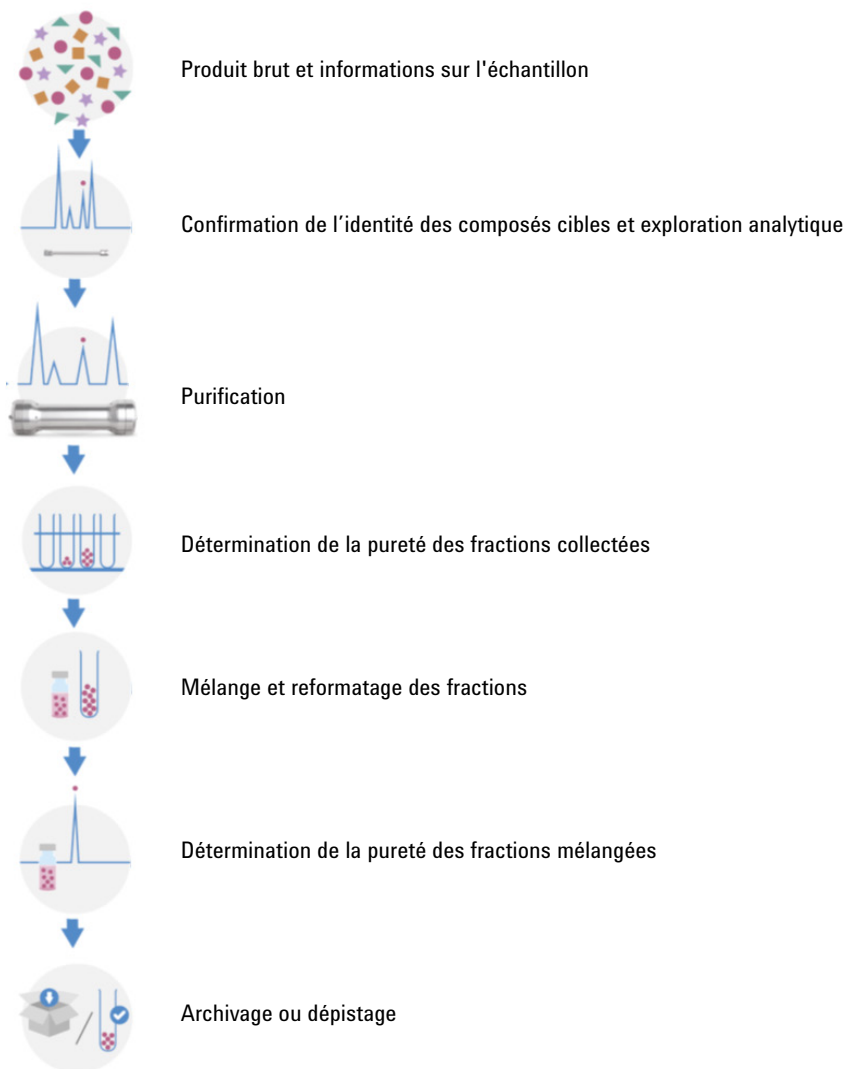 Produit brut et informations sur l'échantillon
Confirmation de l’identité des composés cibles et exploration analytique
Purification
Détermination de la pureté des fractions collectées
Mélange et reformatage des fractions
Détermination de la pureté des fractions mélangées
Archivage ou dépistage